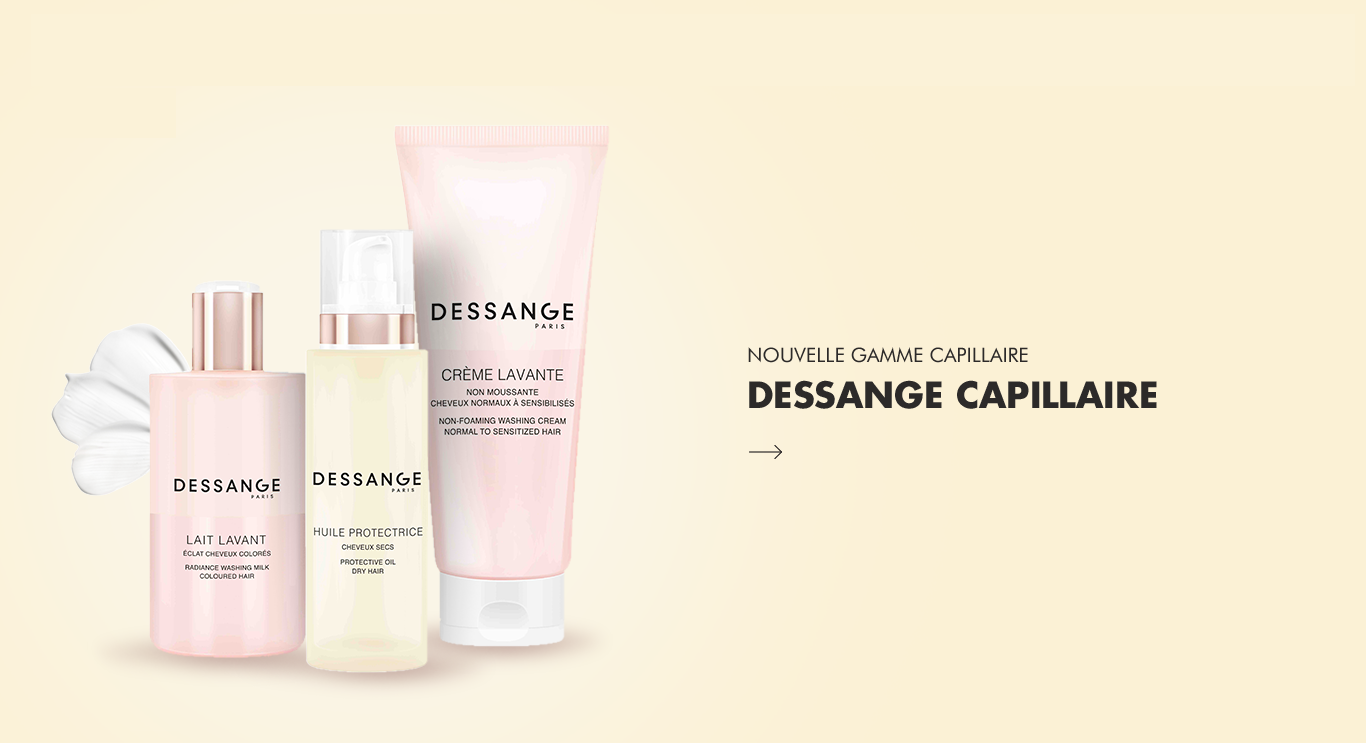 DESSANGE
PARIS
LAIT LAVANT
ÉCLAT CHEVEUX COLORÉS
RADIANCE WASHING MILK
COLOURED HAIR
DESSANGE
PARIS
HUILE PROTECTRICE
CHEVEUX SECS
PROTECTIVE OIL
DRY HAIR
DESSANGE
PARIS
CRÈME LAVANTE
NON MOUSSANTE
CHEVEUX NORMAUX À SENSIBILISÉS
NON-FOAMING WASHING CREAM
NORMAL TO SENSITIZED HAIR
NOUVELLE GAMME CAPILLAIRE
DESSANGE CAPILLAIRE